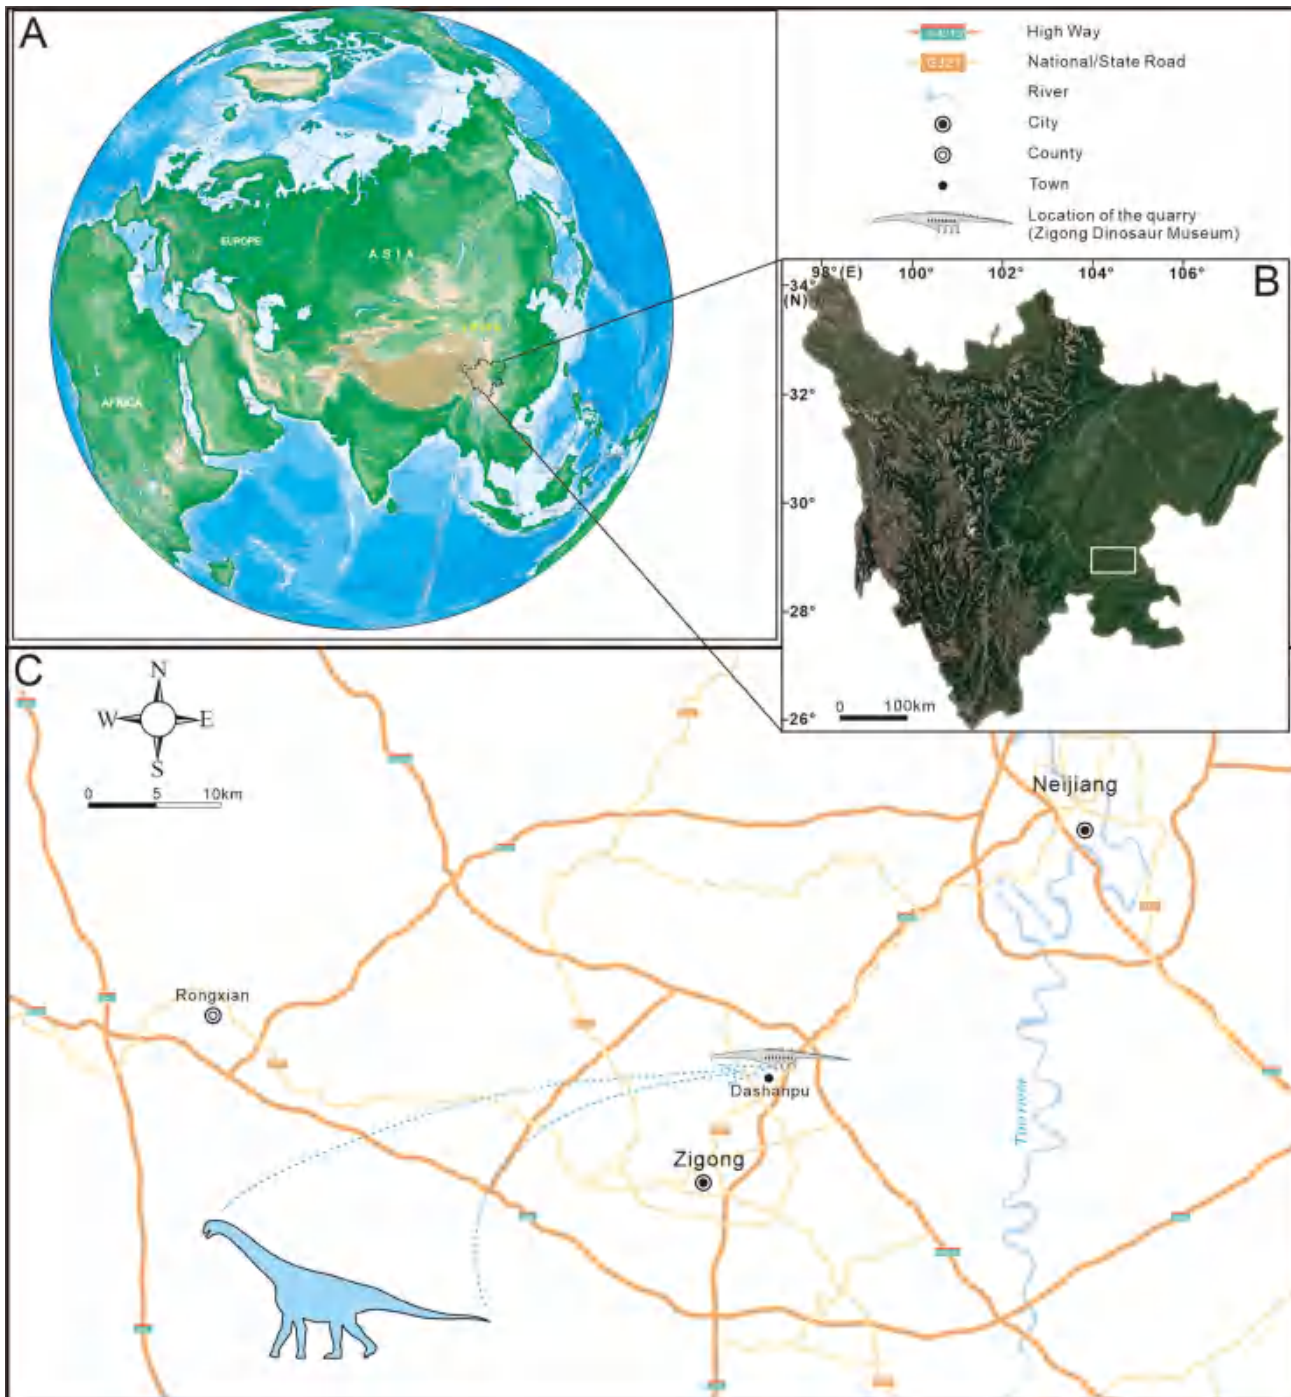 A
EUROPE
ASIA
AFRICA
High Way
G321
National/State Road
River
City
County
Town
Location of the quarry
(Zigong Dinosaur Museum)
B
98°(E) 100° 102° 104° 106°
34°
(N)
32°
30°
28°
26°
0 100km
C
N
W E
S
0 5 10km
Neijiang
Rongxian
Dashanpu
Zigong